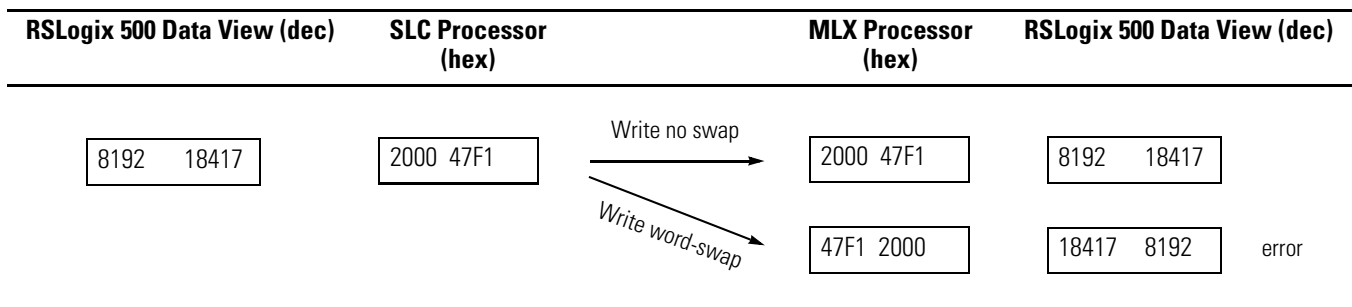 RSLogix 500 Data View (dec) SLC Processor (hex) MLX Processor (hex) RSLogix 500 Data View (dec)
8192 18417 2000 47F1 Write no swap 2000 47F1 8192 18417
Write word-swap 47F1 2000 18417 8192 error